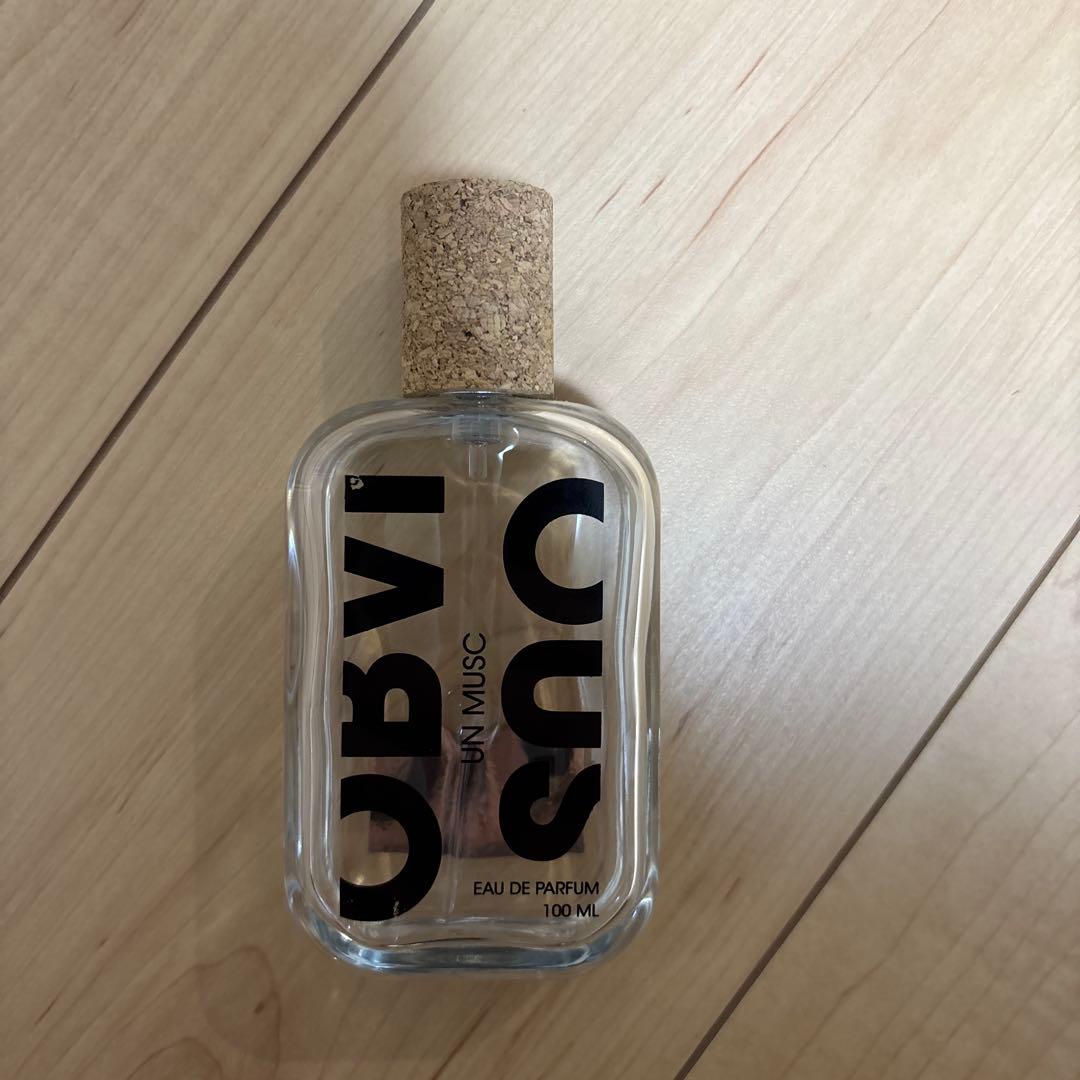 OBVI
OUS
UN MUSC
EAU DE PARFUM
100 ML